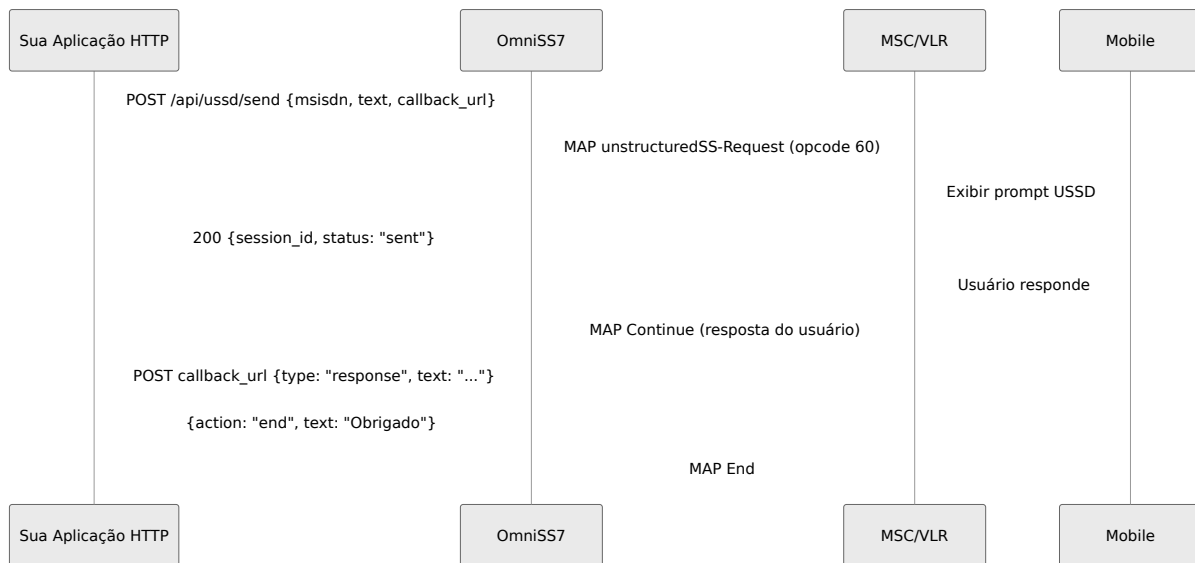 Sua Aplicação HTTP
OmniSS7
MSC/VLR
Mobile
POST /api/ussd/send {msisdn, text, callback_url}
MAP unstructuredSS-Request (opcode 60)
Exibir prompt USSD
200 {session_id, status: "sent"}
Usuário responde
MAP Continue (resposta do usuário)
POST callback_url {type: "response", text: "..."}
{action: "end", text: "Obrigado"}
MAP End
Sua Aplicação HTTP
OmniSS7
MSC/VLR
Mobile